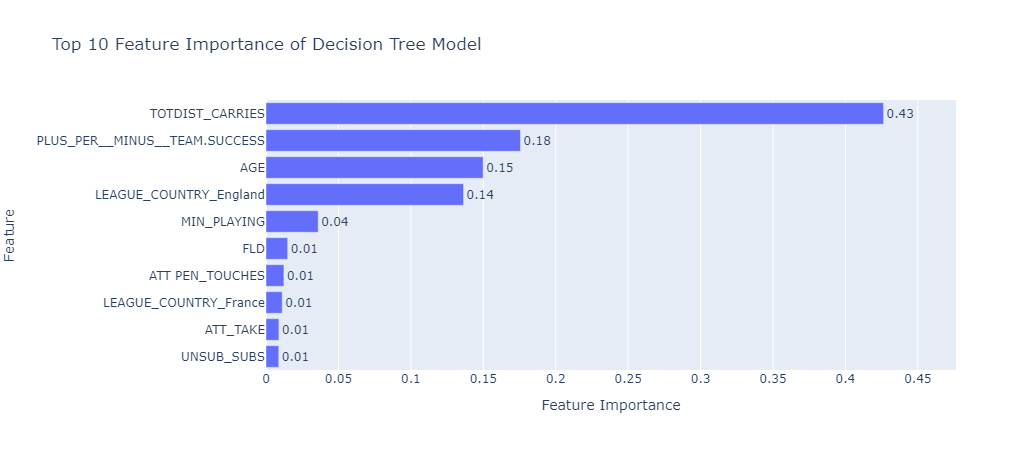 Top 10 Feature Importance of Decision Tree Model
TOTDIST_CARRIES 0.43
PLUS_PER__MINUS__TEAM.SUCCESS 0.18
AGE 0.15
LEAGUE_COUNTRY_England 0.14
MIN_PLAYING 0.04
Feature
FLD 0.01
ATT PEN_TOUCHES 0.01
LEAGUE_COUNTRY_France 0.01
ATT_TAKE 0.01
UNSUB_SUBS 0.01
0 0.05 0.1 0.15 0.2 0.25 0.3 0.35 0.4 0.45
Feature Importance